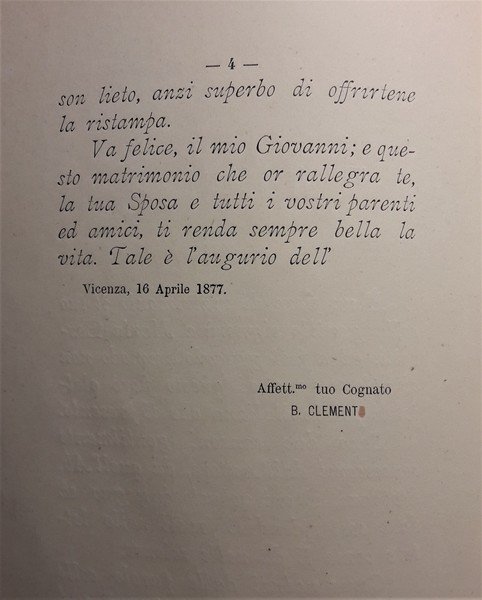 — 4 —
son lieto, anzi superbo di offrirtene
la ristampa.
Va felice, il mio Giovanni; e que-
sto matrimonio che or rallegra te,
la tua Sposa e tutti i vostri parenti
ed amici, ti renda sempre bella la
vita. Tale è l'augurio dell'
Vicenza, 16 Aprile 1877.
Affett.mo tuo Cognato
B. CLEMENT